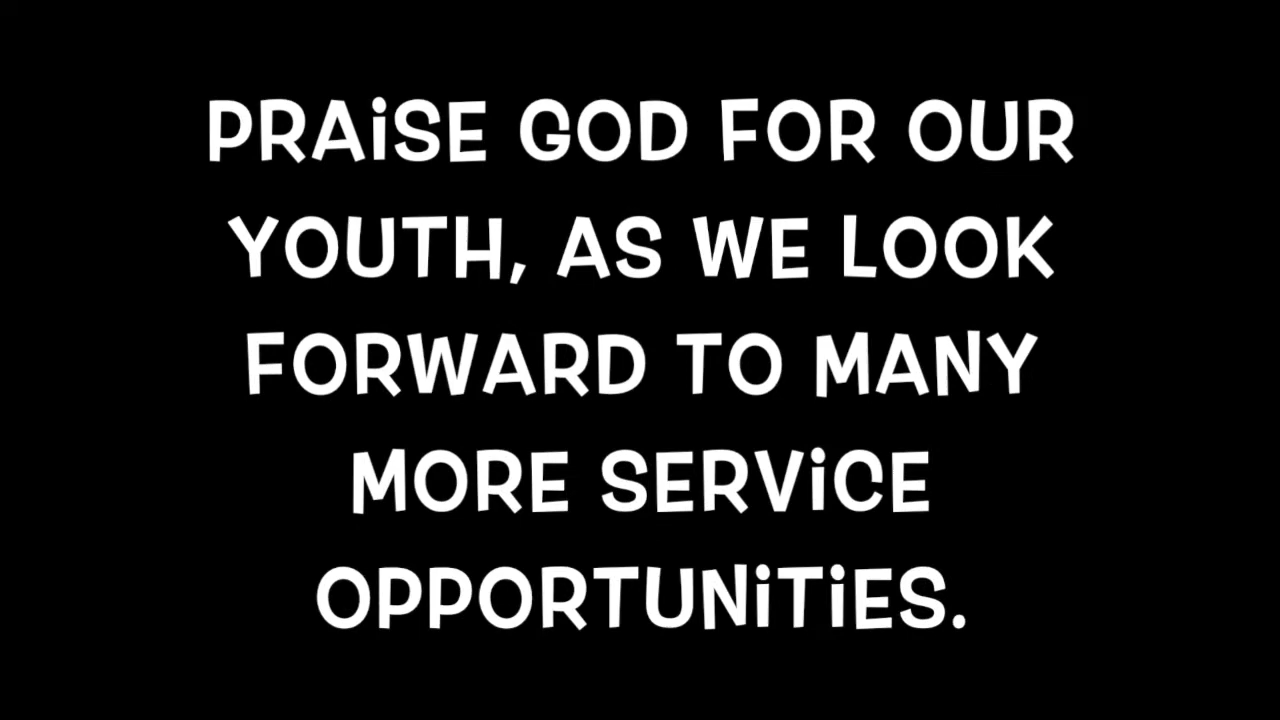 PRAiSE GOD FOR OUR
YOUTH, AS WE LOOK
FORWARD TO MANY
MORE SERViCE
OPPORTUNiTiES.